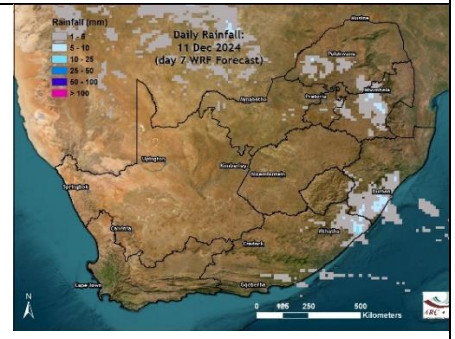 Rainfall (mm)
1 - 5
5 - 10
10 - 25
25 - 50
50 - 100
> 100
Daily Rainfall:
11 Dec 2024
(day 7 WRF Forecast)
Musina
Polokwane
Mmabatho
Pretoria
Mbombela
Upington
Kimberley
Bloemfontein
Springbok
Durban
Mthatha
Calvinia
Cradock
Cape Town
Gqeberha
N
0 125 250 500
Kilometers
ARC